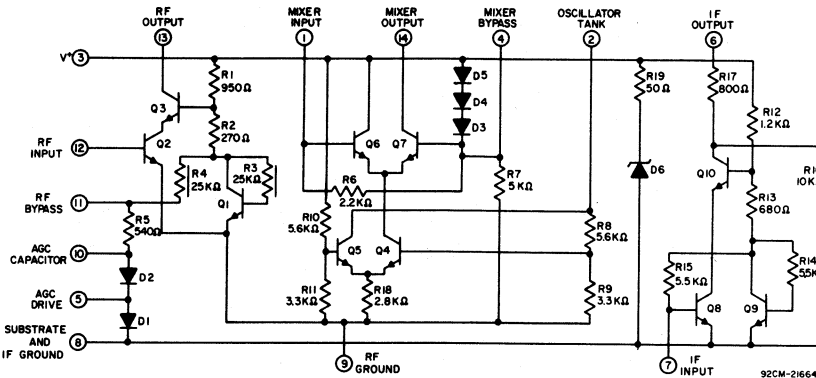 RF
OUTPUT
13
MIXER
INPUT
1
MIXER
OUTPUT
14
MIXER
BYPASS
4
OSCILLATOR
TANK
2
IF
OUTPUT
6
V+ 3
R1
950Ω
D5
D4
D3
R19
50Ω
R17
800Ω
R12
1.2KΩ
Q3
R2
270Ω
RF
INPUT
12
Q2
Q6
Q7
D6
Q10
R4
25KΩ
R3
25KΩ
R6
2.2KΩ
R7
5KΩ
10K
RF
BYPASS
11
Q1
R13
680Ω
R5
540Ω
R10
5.6KΩ
R8
5.6KΩ
AGC
CAPACITOR
10
Q5
Q4
D2
R15
5.5KΩ
R14
AGC
DRIVE
5
R11
3.3KΩ
R18
2.8KΩ
R9
3.3KΩ
Q8
Q9
D1
SUBSTRATE
AND
IF GROUND
8
9
RF
GROUND
7
IF
INPUT
92CM-21664